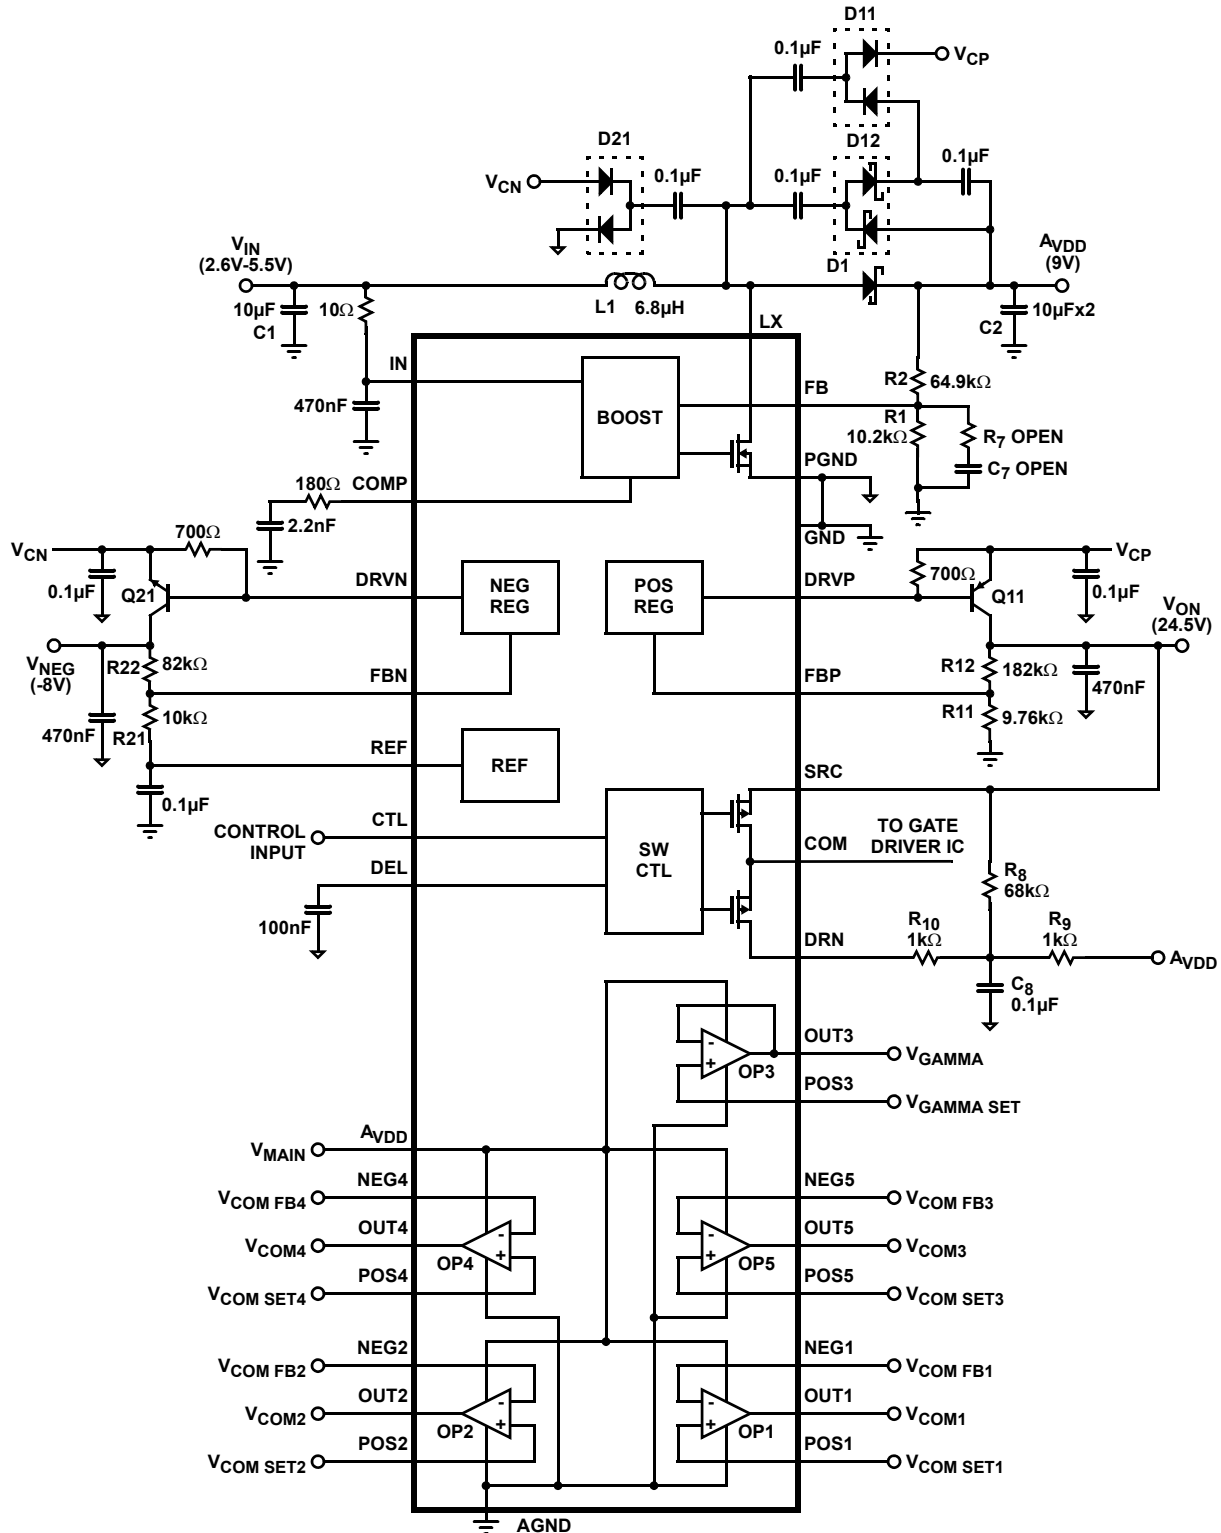 D11
0.1µF
VCP
D12
D21
0.1µF
0.1µF
0.1µF
VCN
D1
VIN
(2.6V-5.5V)
AVDD
(9V)
10µF
C1
10Ω
L1
6.8µH
LX
C2
10µFx2
IN
470nF
BOOST
FB
R2
64.9kΩ
R1
10.2kΩ
R7 OPEN
C7 OPEN
PGND
GND
180Ω
COMP
2.2nF
700Ω
VCN
0.1µF
Q21
DRVN
NEG
REG
POS
REG
DRVP
700Ω
Q11
VCP
0.1µF
VON
(24.5V)
VNEG
(-8V)
R22
82kΩ
FBN
FBP
R12
182kΩ
470nF
470nF
R21
10kΩ
R11
9.76kΩ
REF
REF
0.1µF
SRC
CONTROL
INPUT
CTL
SW
CTL
COM
TO GATE
DRIVER IC
DEL
100nF
R8
68kΩ
DRN
R10
1kΩ
R9
1kΩ
AVDD
C8
0.1µF
-
+
OP3
OUT3
VGAMMA
POS3
VGAMMA SET
VMAIN
AVDD
VCOM FB4
NEG4
NEG5
VCOM FB3
VCOM4
OUT4
-
+
OP4
-
+
OP5
OUT5
VCOM3
VCOM SET4
POS4
POS5
VCOM SET3
VCOM FB2
NEG2
NEG1
VCOM FB1
VCOM2
OUT2
-
+
OP2
-
+
OP1
OUT1
VCOM1
VCOM SET2
POS2
POS1
VCOM SET1
AGND